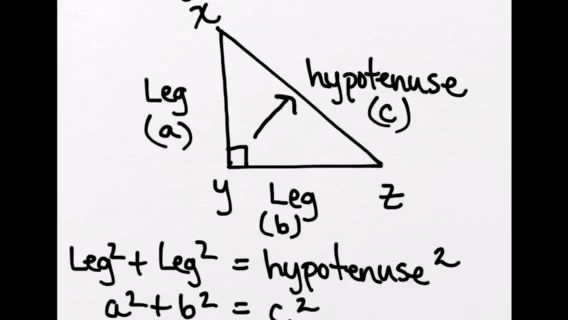 x
Leg
(a)
hypotenuse
(c)
y
Leg
(b)
z
Leg² + Leg² = hypotenuse²
a² + b² = c²